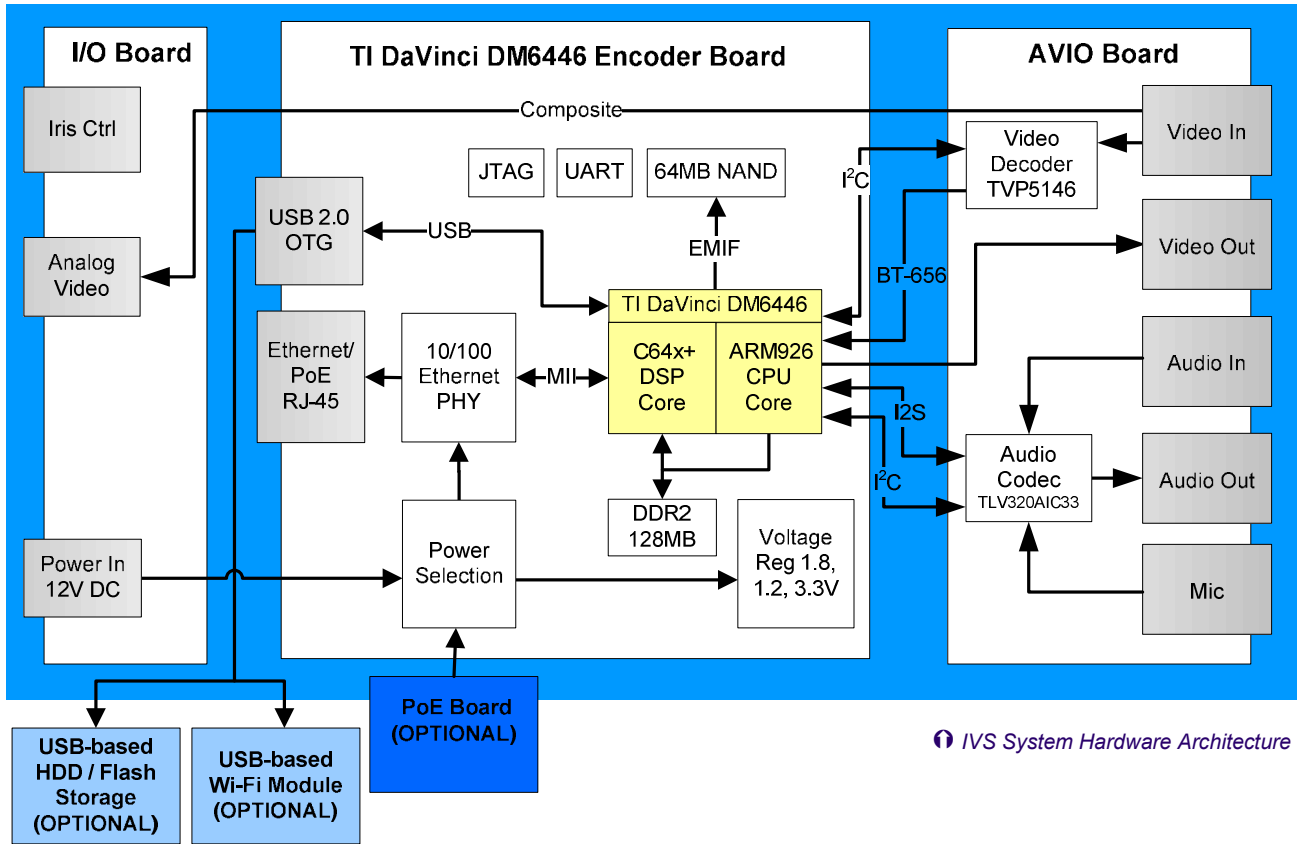 I/O Board
TI DaVinci DM6446 Encoder Board
AVIO Board
Iris Ctrl
Analog
Video
Power In
12V DC
Composite
JTAG
UART
64MB NAND
EMIF
USB 2.0
OTG
USB
Ethernet/
PoE
RJ-45
10/100
Ethernet
PHY
MII
TI DaVinci DM6446
C64x+
DSP
Core
ARM926
CPU
Core
DDR2
128MB
Power
Selection
Voltage
Reg 1.8,
1.2, 3.3V
I²C
BT-656
I2S
I²C
Video
Decoder
TVP5146
Audio
Codec
TLV320AIC33
Video In
Video Out
Audio In
Audio Out
Mic
USB-based
HDD / Flash
Storage
(OPTIONAL)
USB-based
Wi-Fi Module
(OPTIONAL)
PoE Board
(OPTIONAL)
IVS System Hardware Architecture